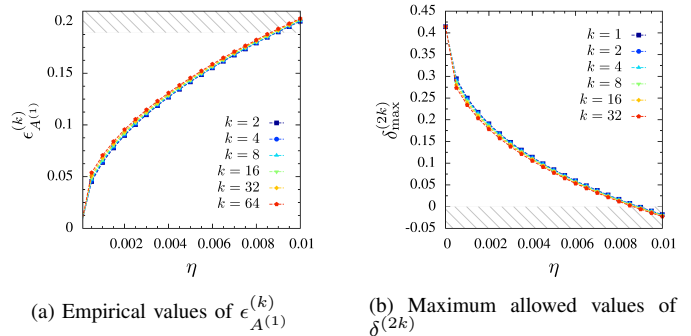 0.2
0.15
0.1
0.05
0
ϵ_{A^{(1)}}^{(k)}
k = 2
k = 4
k = 8
k = 16
k = 32
k = 64
0.002 0.004 0.006 0.008 0.01
η
(a) Empirical values of ϵ_{A^{(1)}}^{(k)}
0.45
0.4
0.35
0.3
0.25
0.2
0.15
0.1
0.05
0
-0.05
δ_{max}^{(2k)}
k = 1
k = 2
k = 4
k = 8
k = 16
k = 32
0 0.002 0.004 0.006 0.008 0.01
η
(b) Maximum allowed values of
δ^{(2k)}